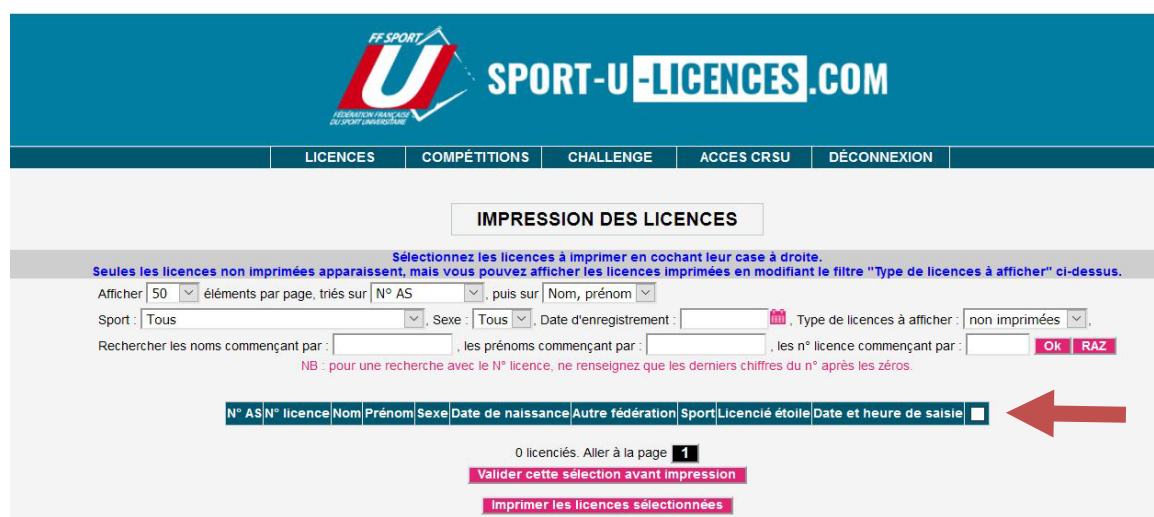 FF SPORT
U
FÉDÉRATION FRANÇAISE
DU SPORT UNIVERSITAIRE
SPORT-U-LICENCES.COM
LICENCES COMPÉTITIONS CHALLENGE ACCES CRSU DÉCONNEXION
IMPRESSION DES LICENCES
Sélectionnez les licences à imprimer en cochant leur case à droite.
Seules les licences non imprimées apparaissent, mais vous pouvez afficher les licences imprimées en modifiant le filtre "Type de licences à afficher" ci-dessus.
Afficher 50 éléments par page, triés sur N° AS , puis sur Nom, prénom
Sport : Tous , Sexe : Tous , Date d'enregistrement : , Type de licences à afficher : non imprimées ,
Rechercher les noms commençant par : , les prénoms commençant par : , les n° licence commençant par : Ok RAZ
NB : pour une recherche avec le N° licence, ne renseignez que les derniers chiffres du n° après les zéros.
N° AS N° licence Nom Prénom Sexe Date de naissance Autre fédération Sport Licencié étoile Date et heure de saisie
0 licenciés. Aller à la page 1
Valider cette sélection avant impression
Imprimer les licences sélectionnées